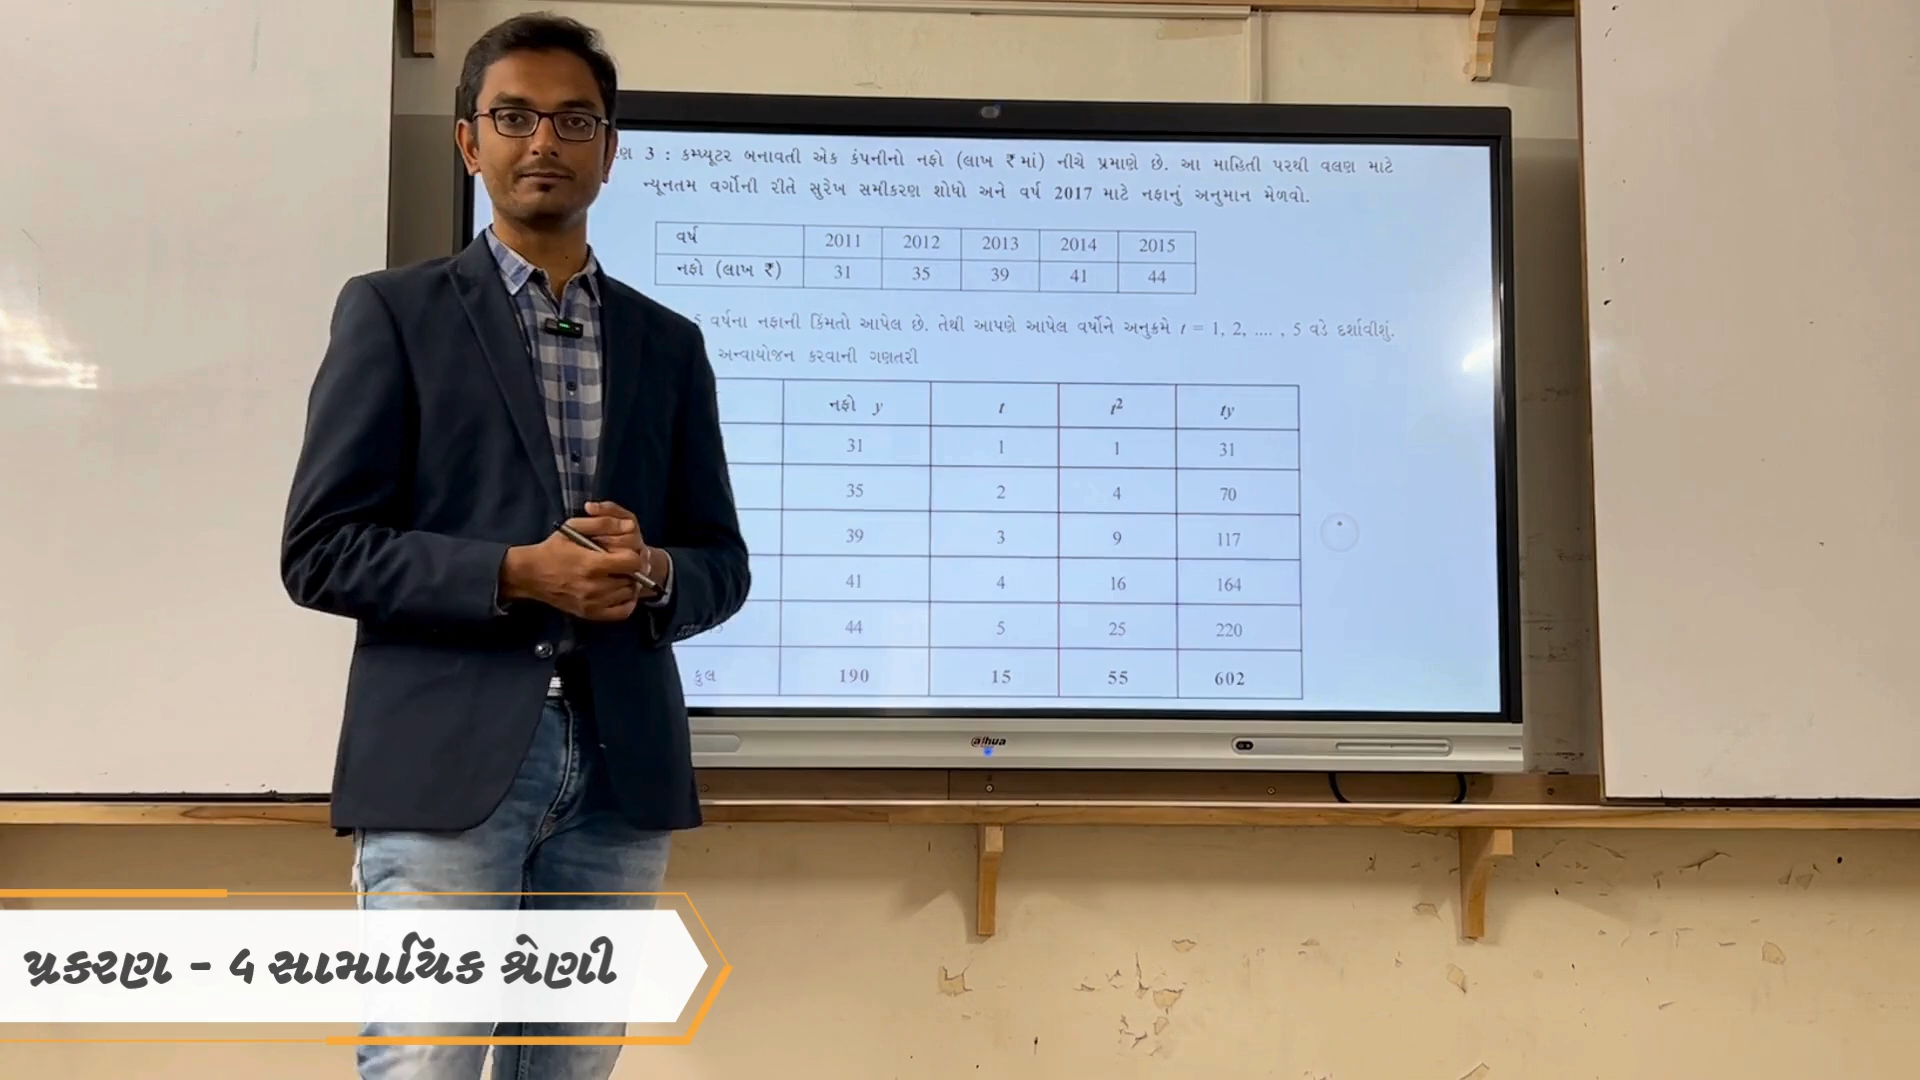 3 : કમ્પ્યૂટર બનાવતી એક કંપનીનો નફો (લાખ ₹ માં) નીચે પ્રમાણે છે. આ માહિતી પરથી વલણ માટે
ન્યૂનતમ વર્ગોની રીતે સુરેખ સમીકરણ શોધો અને વર્ષ 2017 માટે નફાનું અનુમાન મેળવો.
વર્ષ 2011 2012 2013 2014 2015
નફો (લાખ ₹) 31 35 39 41 44
5 વર્ષના નફાની કિંમતો આપેલ છે. તેથી આપણે આપેલ વર્ષોને અનુક્રમે t = 1, 2, .... , 5 વડે દર્શાવીશું.
અન્વાયોજન કરવાની ગણતરી
નફો y t t² ty
31 1 1 31
35 2 4 70
39 3 9 117
41 4 16 164
44 5 25 220
કુલ 190 15 55 602
alhua
પ્રકરણ - 4 સામાયિક શ્રેણી